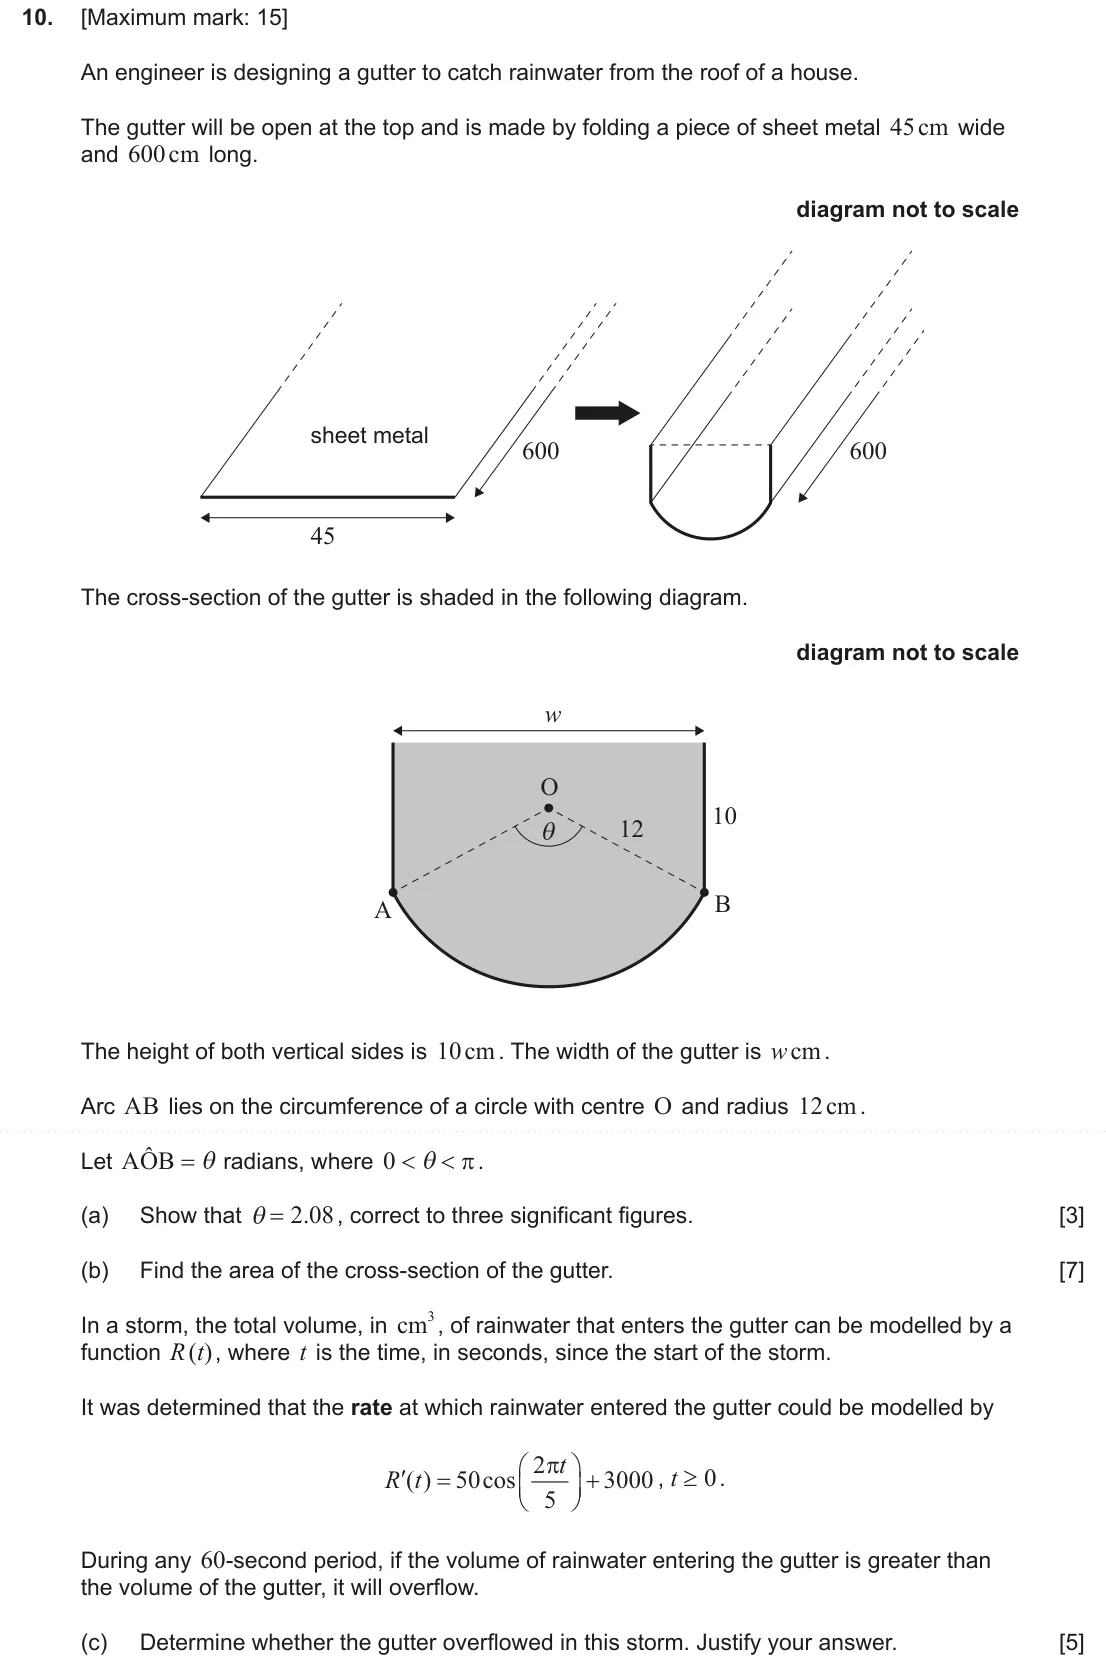 10. [Maximum mark: 15]
An engineer is designing a gutter to catch rainwater from the roof of a house.
The gutter will be open at the top and is made by folding a piece of sheet metal 45 cm wide
and 600 cm long.
diagram not to scale
sheet metal
600
600
45
The cross-section of the gutter is shaded in the following diagram.
diagram not to scale
w
O
θ
12
10
A
B
The height of both vertical sides is 10 cm. The width of the gutter is w cm.
Arc AB lies on the circumference of a circle with centre O and radius 12 cm.
Let AÔB = θ radians, where 0 < θ < π.
(a) Show that θ = 2.08, correct to three significant figures. [3]
(b) Find the area of the cross-section of the gutter. [7]
In a storm, the total volume, in cm³, of rainwater that enters the gutter can be modelled by a
function R(t), where t is the time, in seconds, since the start of the storm.
It was determined that the rate at which rainwater entered the gutter could be modelled by
R′(t) = 50cos(2πt/5) + 3000, t ≥ 0.
During any 60-second period, if the volume of rainwater entering the gutter is greater than
the volume of the gutter, it will overflow.
(c) Determine whether the gutter overflowed in this storm. Justify your answer. [5]